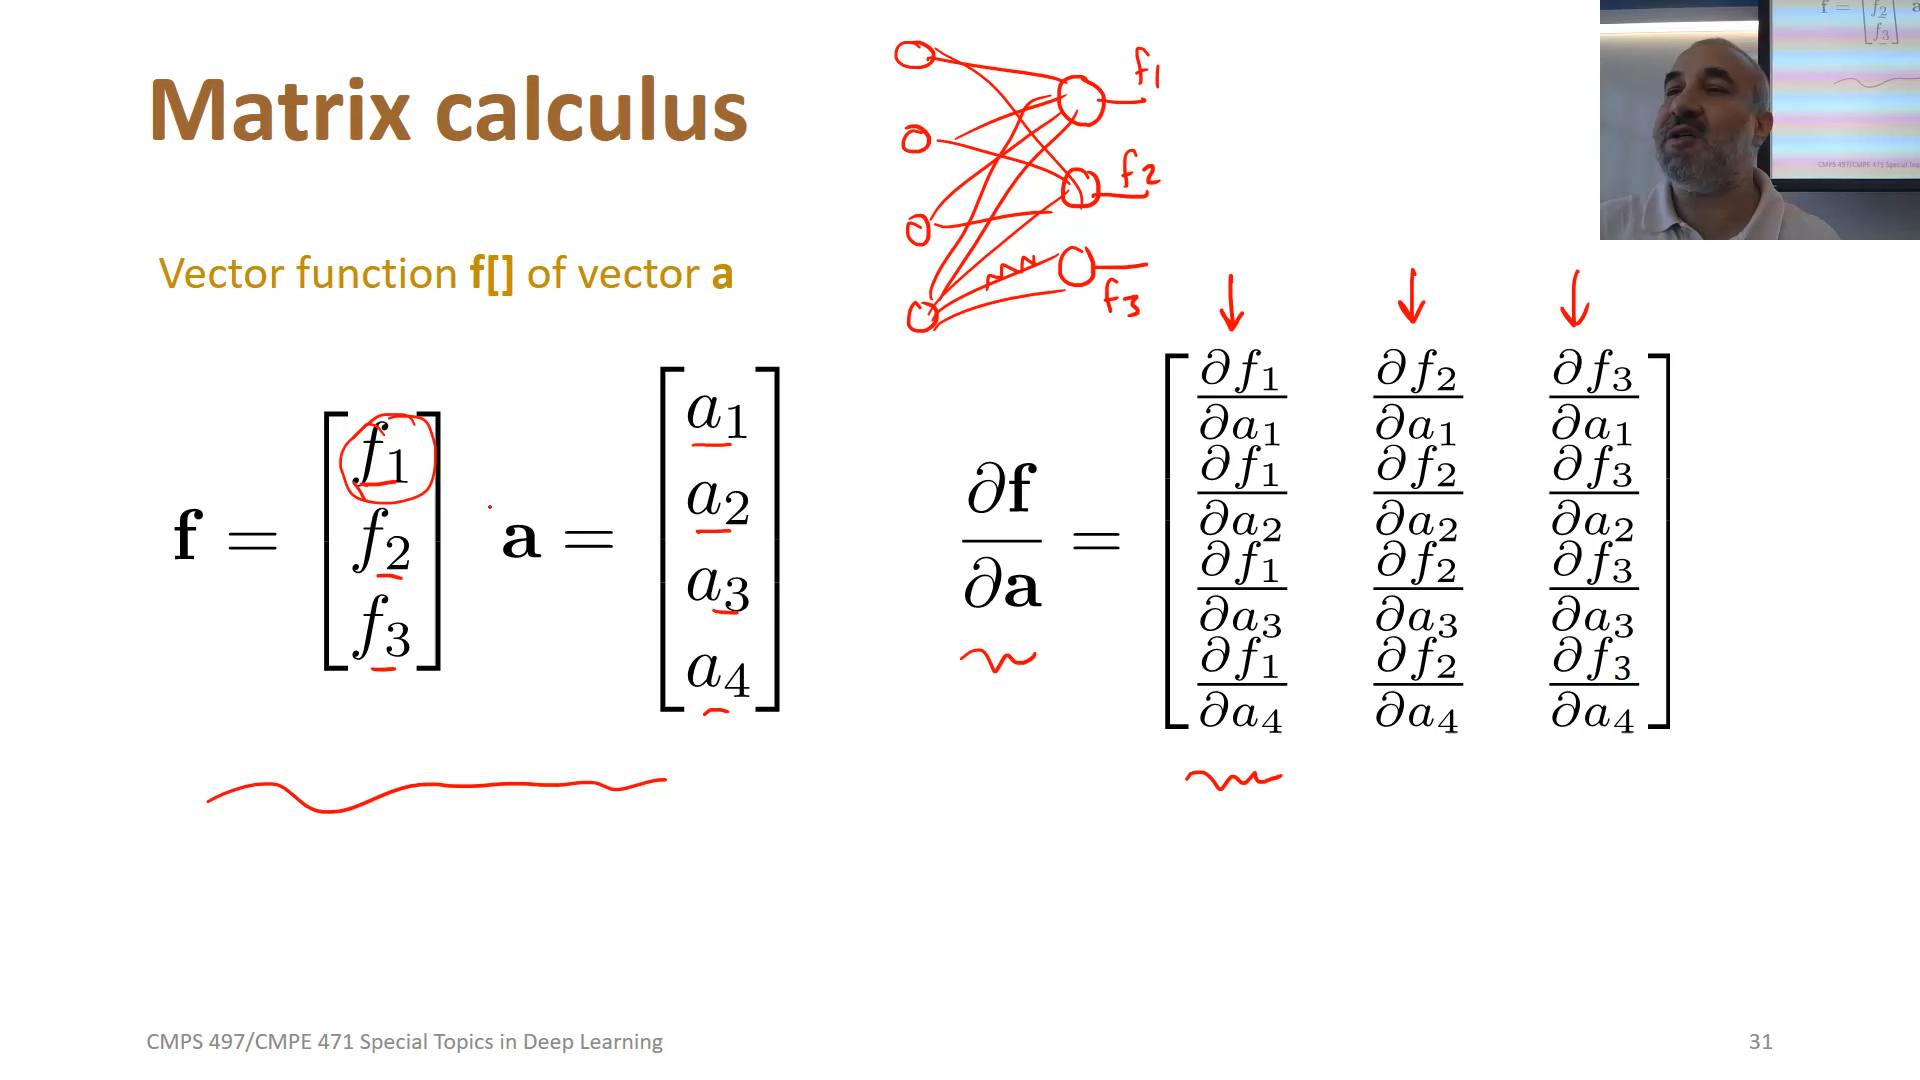 Matrix calculus
Vector function f[] of vector a
f1
f2
f3
f = [f₁ f₂ f₃] a = [a₁ a₂ a₃ a₄]
∂f/∂a =
∂f₁/∂a₁ ∂f₂/∂a₁ ∂f₃/∂a₁
∂f₁/∂a₂ ∂f₂/∂a₂ ∂f₃/∂a₂
∂f₁/∂a₃ ∂f₂/∂a₃ ∂f₃/∂a₃
∂f₁/∂a₄ ∂f₂/∂a₄ ∂f₃/∂a₄
CMPS 497/CMPE 471 Special Topics in Deep Learning
31